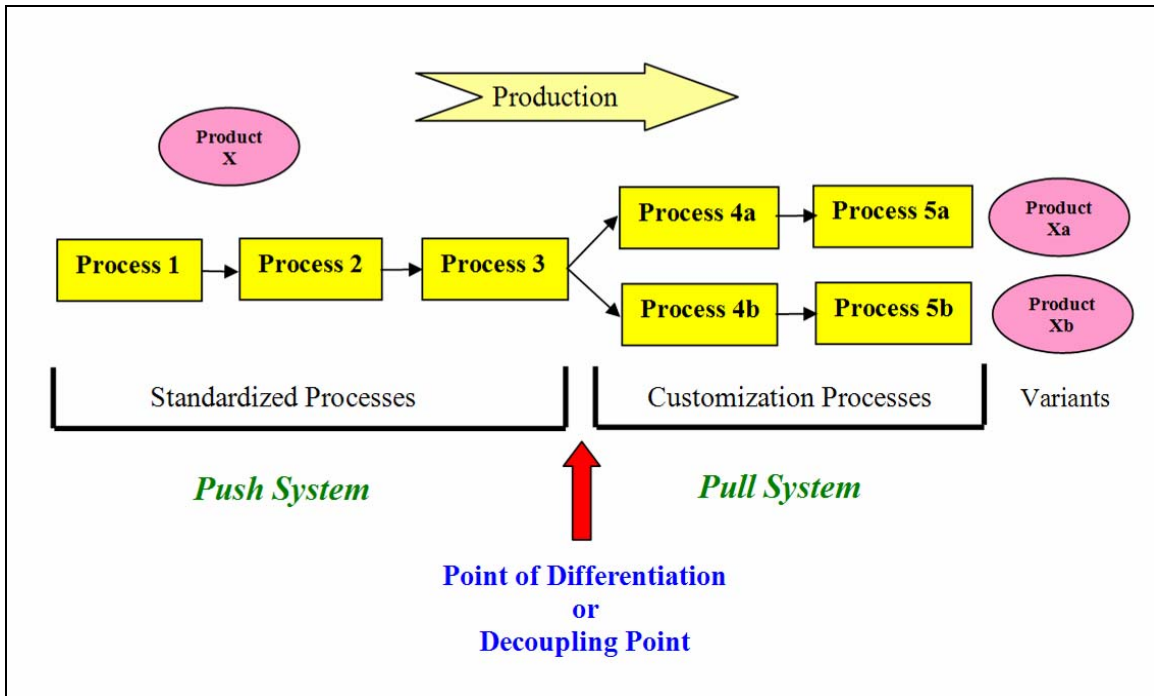 Production
Product
X
Process 1
Process 2
Process 3
Process 4a
Process 5a
Product
Xa
Process 4b
Process 5b
Product
Xb
Standardized Processes
Customization Processes
Variants
Push System
Pull System
Point of Differentiation
or
Decoupling Point